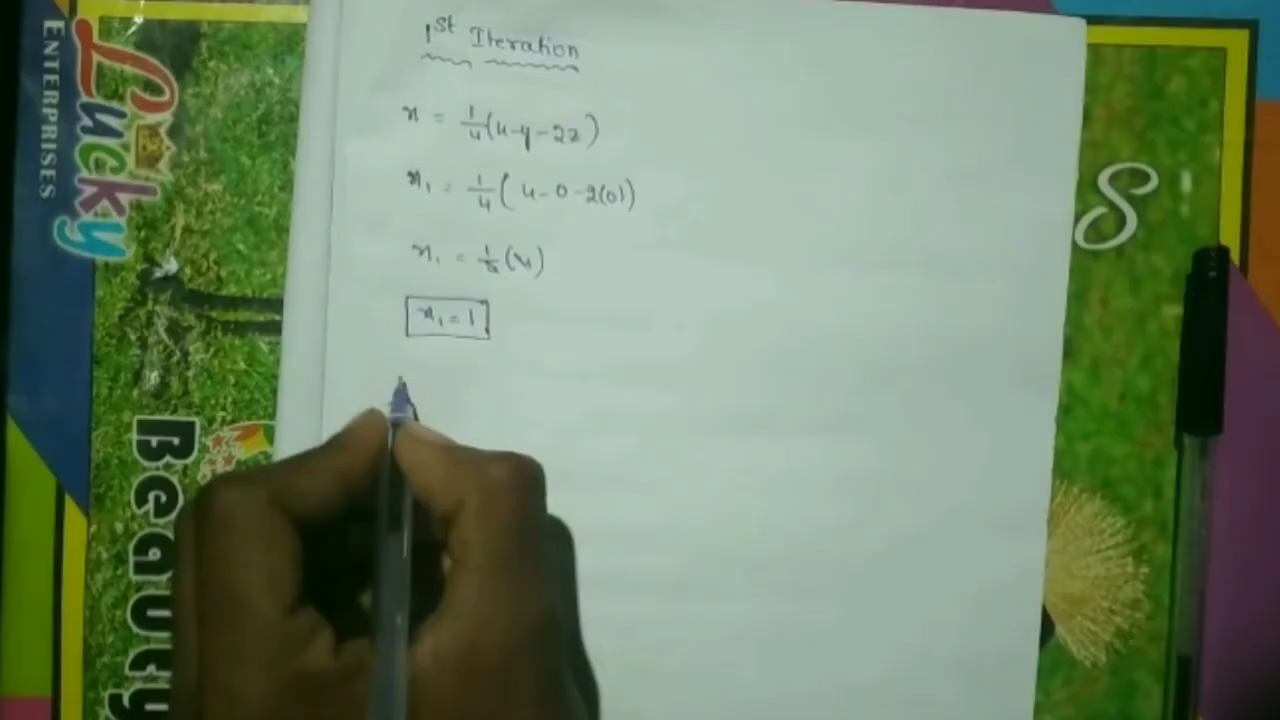 Lucky
ENTERPRISES
Beauty
1st Iteration
x = 1/4(4-y-2z)
x₁ = 1/4(4-0-2(0))
x₁ = 1/4(4)
x₁ = 1
S